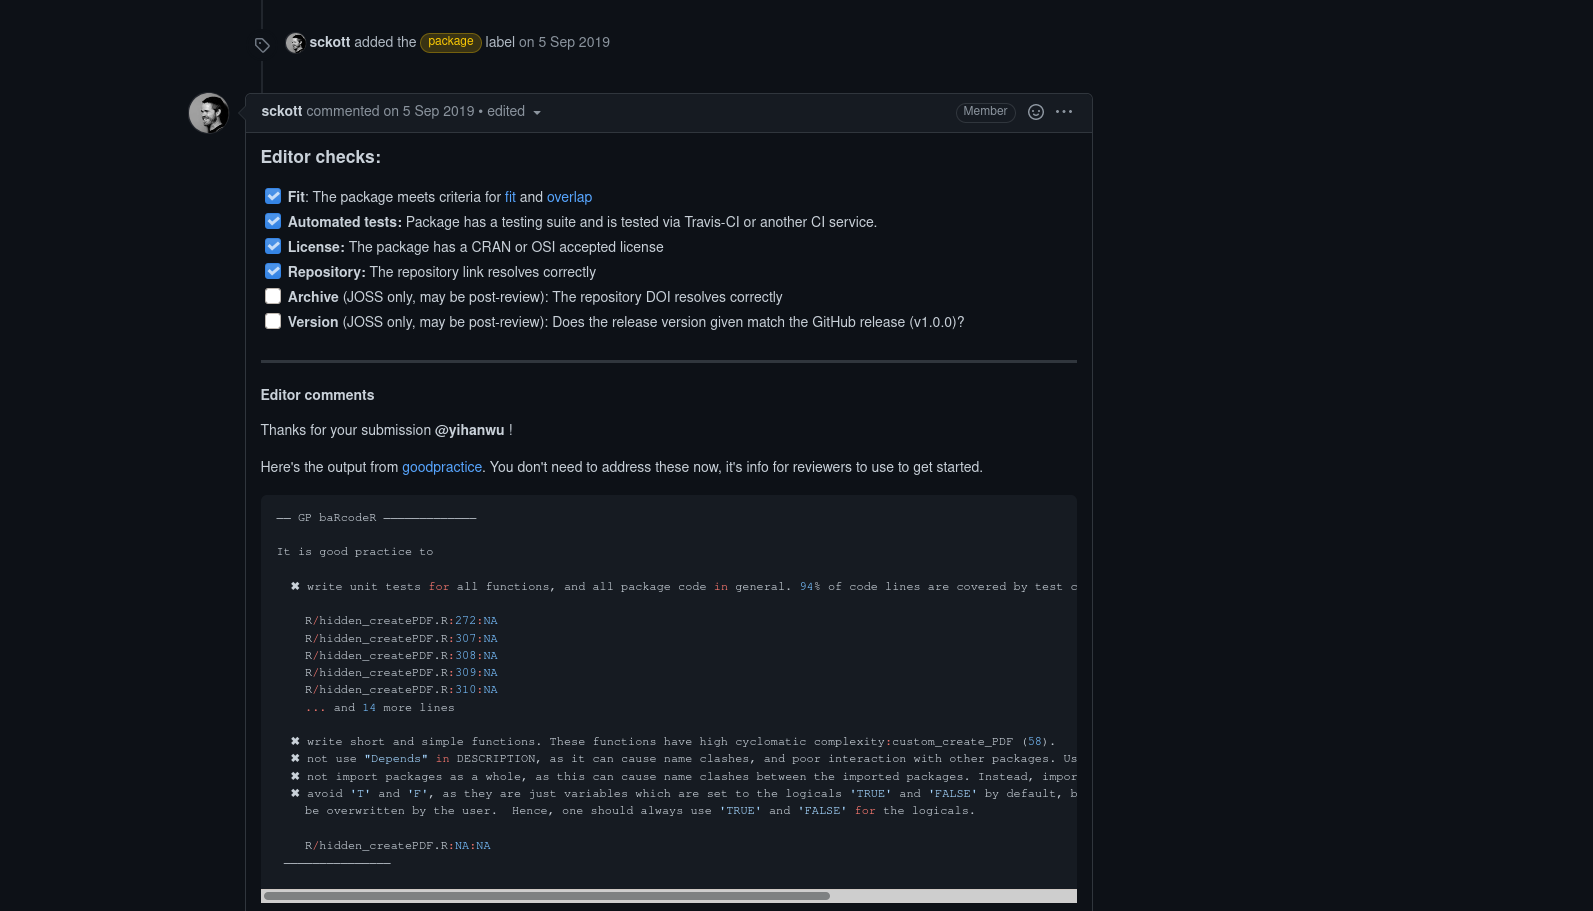 sckott added the package label on 5 Sep 2019
sckott commented on 5 Sep 2019 • edited
Member
Editor checks:
Fit: The package meets criteria for fit and overlap
Automated tests: Package has a testing suite and is tested via Travis-CI or another CI service.
License: The package has a CRAN or OSI accepted license
Repository: The repository link resolves correctly
Archive (JOSS only, may be post-review): The repository DOI resolves correctly
Version (JOSS only, may be post-review): Does the release version given match the GitHub release (v1.0.0)?
Editor comments
Thanks for your submission @yihanwu !
Here's the output from goodpractice. You don't need to address these now, it's info for reviewers to use to get started.
── GP baRcodeR ─────────────
It is good practice to
✖ write unit tests for all functions, and all package code in general. 94% of code lines are covered by test c
R/hidden_createPDF.R:272:NA
R/hidden_createPDF.R:307:NA
R/hidden_createPDF.R:308:NA
R/hidden_createPDF.R:309:NA
R/hidden_createPDF.R:310:NA
... and 14 more lines
✖ write short and simple functions. These functions have high cyclomatic complexity:custom_create_PDF (58).
✖ not use "Depends" in DESCRIPTION, as it can cause name clashes, and poor interaction with other packages. Us
✖ not import packages as a whole, as this can cause name clashes between the imported packages. Instead, impor
✖ avoid 'T' and 'F', as they are just variables which are set to the logicals 'TRUE' and 'FALSE' by default, b
be overwritten by the user.  Hence, one should always use 'TRUE' and 'FALSE' for the logicals.
R/hidden_createPDF.R:NA:NA
───────────────